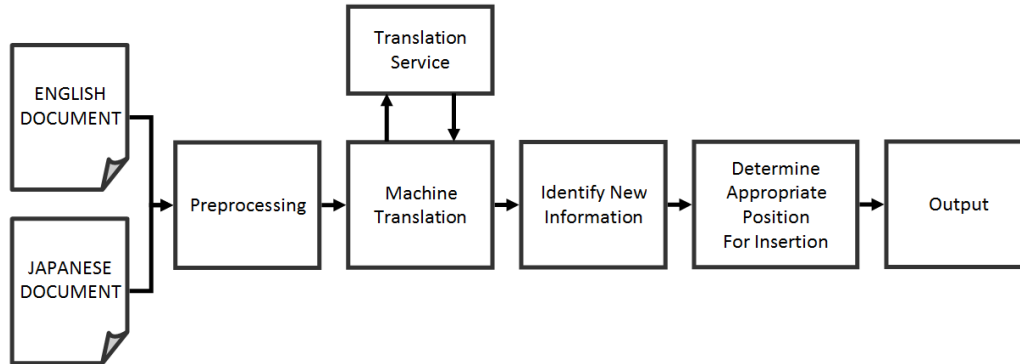 Translation
Service
ENGLISH
DOCUMENT
Preprocessing
Machine
Translation
Identify New
Information
Determine
Appropriate
Position
For Insertion
Output
JAPANESE
DOCUMENT